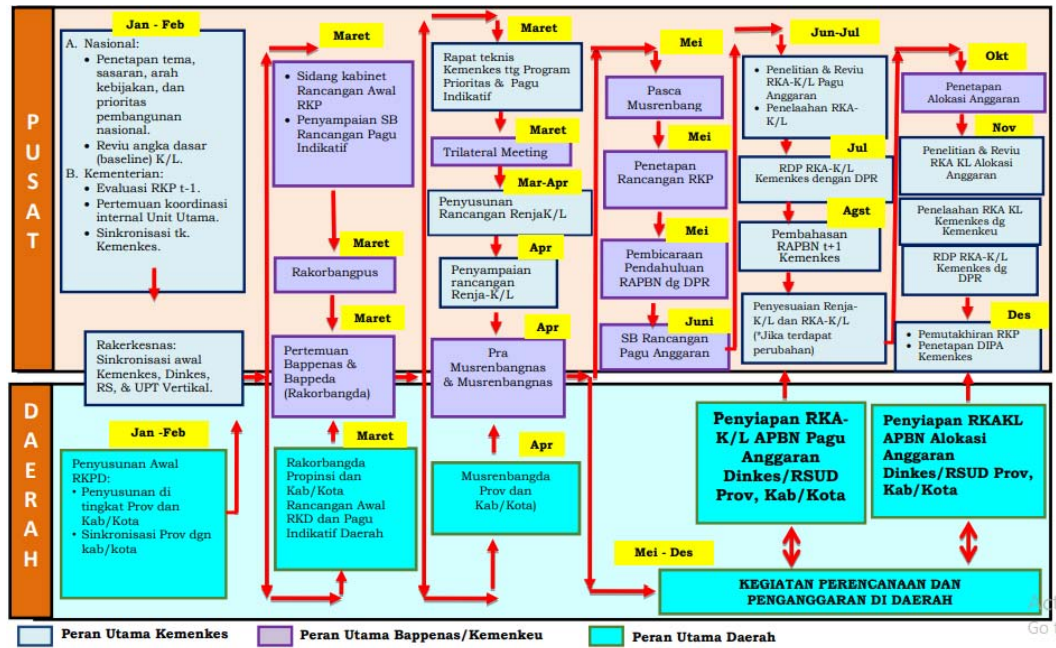 PUSAT
Jan - Feb
A. Nasional:
• Penetapan tema,
sasaran, arah
kebijakan, dan
prioritas
pembangunan
nasional.
• Reviu angka dasar
(baseline) K/L.
B. Kementerian:
• Evaluasi RKP t-1.
• Pertemuan koordinasi
internal Unit Utama.
• Sinkronisasi tk.
Kemenkes.
Rakerkesnas:
Sinkronisasi awal
Kemenkes, Dinkes,
RS, & UPT Vertikal.
Maret
• Sidang kabinet
Rancangan Awal
RKP
• Penyampaian SB
Rancangan Pagu
Indikatif
Maret
Rakorbangpus
Maret
Pertemuan
Bappenas &
Bappeda
(Rakorbangda)
Maret
Rapat teknis
Kemenkes ttg Program
Prioritas & Pagu
Indikatif
Maret
Trilateral Meeting
Mar-Apr
Penyusunan
Rancangan RenjaK/L
Apr
Penyampaian
rancangan
Renja-K/L
Apr
Pra
Musrenbangnas
& Musrenbangnas
Mei
Pasca
Musrenbang
Mei
Penetapan
Rancangan RKP
Mei
Pembicaraan
Pendahuluan
RAPBN dg DPR
Juni
SB Rancangan
Pagu Anggaran
Jun-Jul
• Penelitian & Reviu
RKA-K/L Pagu
Anggaran
• Penelaahan RKA-
K/L
Jul
RDP RKA-K/L
Kemenkes dengan DPR
Agst
Pembahasan
RAPBN t+1
Kemenkes
Penyesuaian Renja-
K/L dan RKA-K/L
(*Jika terdapat
perubahan)
Okt
Penetapan
Alokasi Anggaran
Nov
Penelitian & Reviu
RKA KL Alokasi
Anggaran
Penelaahan RKA KL
Kemenkes dg
Kemenkeu
RDP RKA-K/L
Kemenkes dg
DPR
Des
• Pemutakhiran RKP
• Penetapan DIPA
Kemenkes
DAERAH
Jan -Feb
Penyusunan Awal
RKPD:
• Penyusunan di
tingkat Prov dan
Kab/Kota
• Sinkronisasi Prov dgn
kab/kota
Maret
Rakorbangda
Propinsi dan
Kab/Kota
Rancangan Awal
RKD dan Pagu
Indikatif Daerah
Apr
Musrenbangda
Prov dan
Kab/Kota)
Penyiapan RKA-
K/L APBN Pagu
Anggaran
Dinkes/RSUD
Prov, Kab/Kota
Penyiapan RKAKL
APBN Alokasi
Anggaran
Dinkes/RSUD Prov,
Kab/Kota
Mei - Des
KEGIATAN PERENCANAAN DAN
PENGANGGARAN DI DAERAH
Peran Utama Kemenkes
Peran Utama Bappenas/Kemenkeu
Peran Utama Daerah